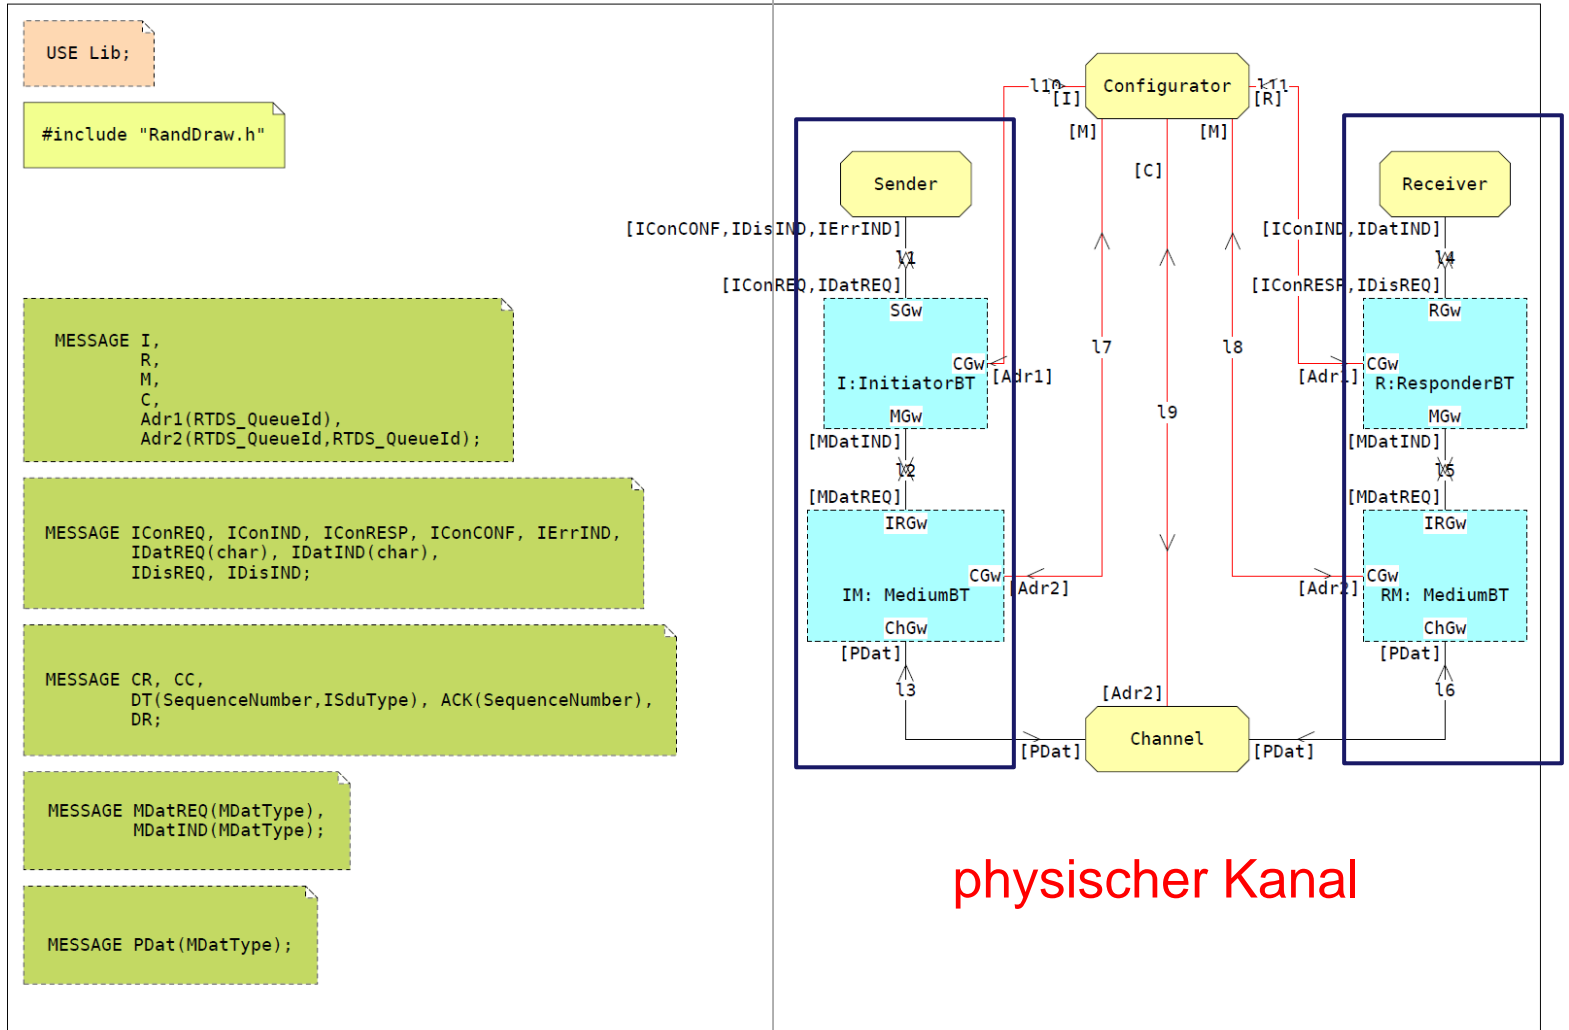 USE Lib;
#include "RandDraw.h"
MESSAGE I,
R,
M,
C,
Adr1(RTDS_QueueId),
Adr2(RTDS_QueueId,RTDS_QueueId);
MESSAGE IConREQ, IConIND, IConRESP, IConCONF, IErrIND,
IDatREQ(char), IDatIND(char),
IDisREQ, IDisIND;
MESSAGE CR, CC,
DT(SequenceNumber,ISduType), ACK(SequenceNumber),
DR;
MESSAGE MDatREQ(MDatType),
MDatIND(MDatType);
MESSAGE PDat(MDatType);
l10
[I]
Configurator
l11
[R]
[M]
[C]
[M]
Sender
[IConCONF,IDisIND,IErrIND]
l1
[IConREQ,IDatREQ]
SGw
CGw
[Adr1]
I:InitiatorBT
MGw
[MDatIND]
l2
[MDatREQ]
IRGw
CGw
[Adr2]
IM: MediumBT
ChGw
[PDat]
l3
[PDat]
l7
l9
l8
[Adr2]
Channel
[PDat]
Receiver
[IConIND,IDatIND]
l4
[IConRESP,IDisREQ]
RGw
CGw
[Adr1]
R:ResponderBT
MGw
[MDatIND]
l5
[MDatREQ]
IRGw
CGw
[Adr2]
RM: MediumBT
ChGw
[PDat]
l6
physischer Kanal